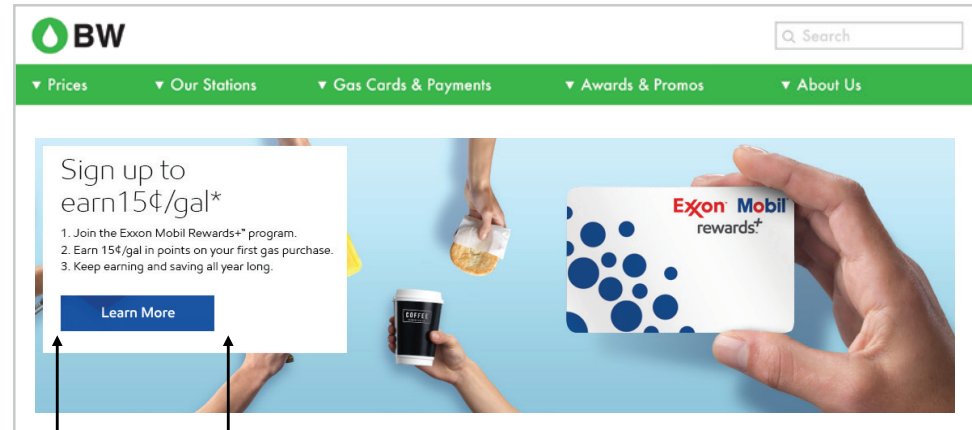 BW
Search
▼ Prices ▼ Our Stations ▼ Gas Cards & Payments ▼ Awards & Promos ▼ About Us
Sign up to
earn15¢/gal*
1. Join the Exxon Mobil Rewards+™ program.
2. Earn 15¢/gal in points on your first gas purchase.
3. Keep earning and saving all year long.
Learn More
COFFEE
Exxon Mobil
rewards+